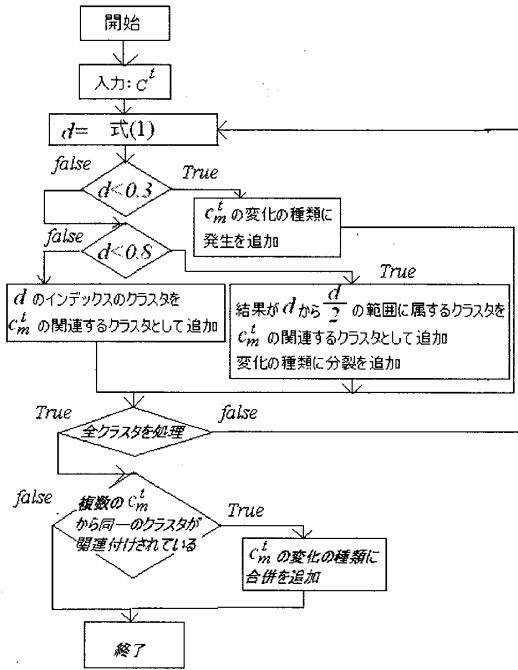 開始
入力: C^t
d= 式(1)
false
True
d<0.3
c_m^t の変化の種類に
発生を追加
false
d<0.8
True
d のインデックスのクラスタを
c_m^t の関連するクラスタとして追加
結果が d から d/2 の範囲に属するクラスタを
c_m^t の関連するクラスタとして追加
変化の種類に分裂を追加
True
false
全クラスタを処理
false
True
複数の c_m^t
から同一のクラスタが
関連付けされている
c_m^t の変化の種類に
合併を追加
終了